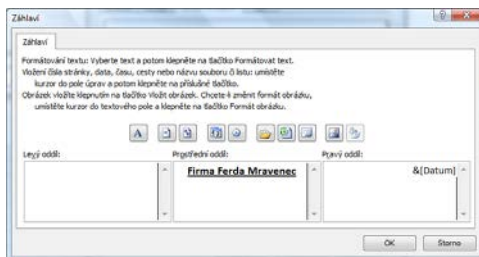 Záhlaví
Záhlaví
Formátování textu: Vyberte text a potom klepněte na tlačítko Formátovat text.
Vložení čísla stránky, data, času, cesty nebo názvu souboru či listu: umístěte
kurzor do pole úprav a potom klepněte na příslušné tlačítko.
Obrázek vložíte klepnutím na tlačítko Vložit obrázek. Chcete-li změnit formát obrázku,
umístěte kurzor do textového pole a klepněte na tlačítko Formát obrázku.
A
Levý oddíl: Prostřední oddíl: Pravý oddíl:
Firma Ferda Mravenec &[Datum]
OK Storno